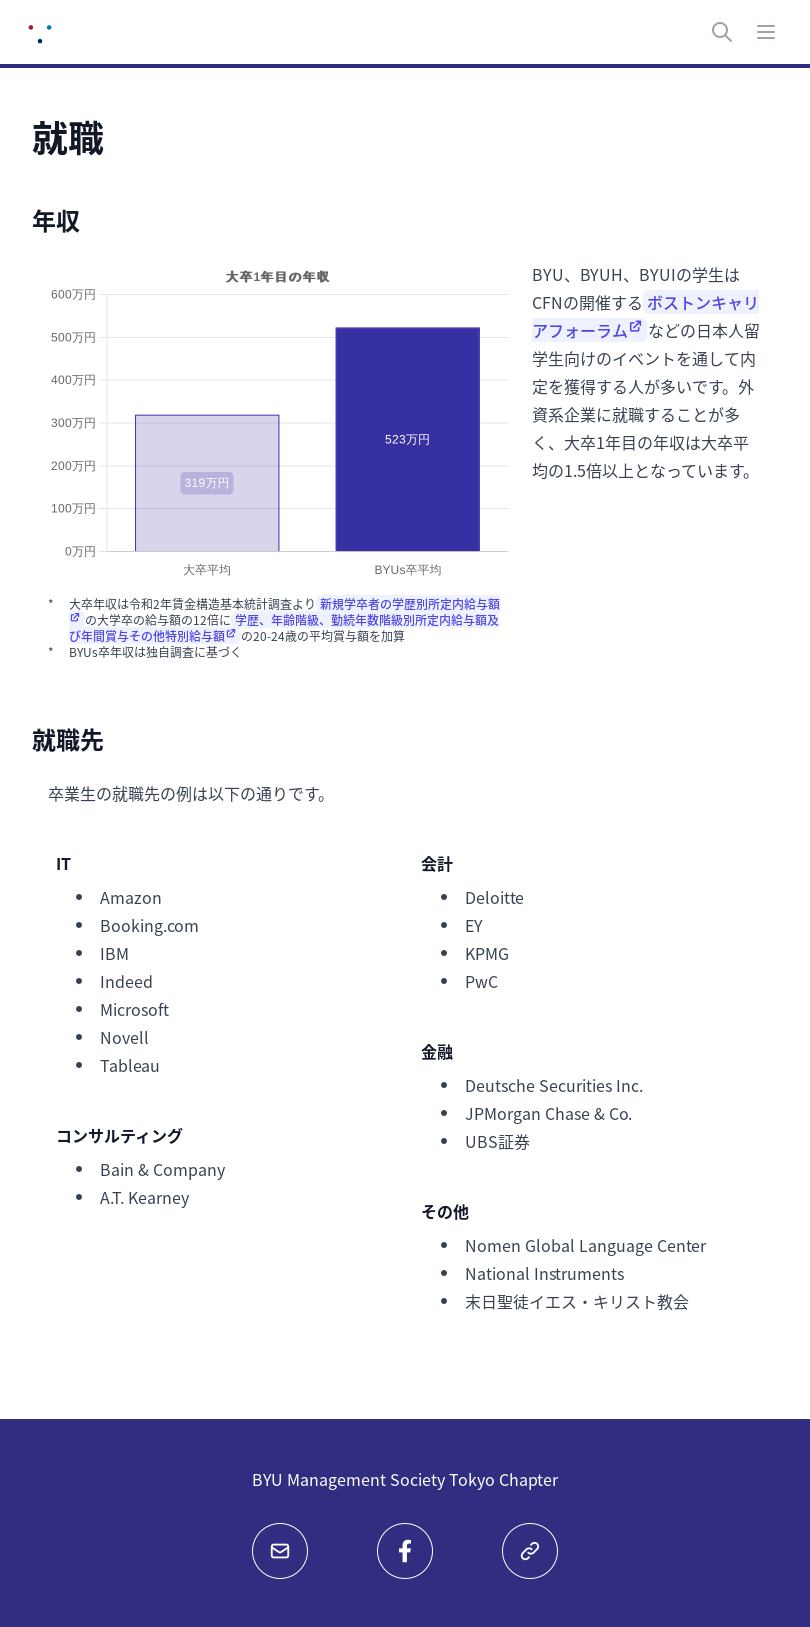 就職
年収
大卒1年目の年収
600万円
500万円
400万円
300万円
200万円
100万円
0万円
319万円
523万円
大卒平均
BYUs卒平均
* 大卒年収は令和2年賃金構造基本統計調査より新規学卒者の学歴別所定内給与額
の大学卒の給与額の12倍に学歴、年齢階級、勤続年数階級別所定内給与額及
び年間賞与その他特別給与額の20-24歳の平均賞与額を加算
* BYUs卒年収は独自調査に基づく
BYU、BYUH、BYUIの学生は
CFNの開催するボストンキャリ
アフォーラムなどの日本人留
学生向けのイベントを通して内
定を獲得する人が多いです。外
資系企業に就職することが多
く、大卒1年目の年収は大卒平
均の1.5倍以上となっています。
就職先
卒業生の就職先の例は以下の通りです。
IT
• Amazon
• Booking.com
• IBM
• Indeed
• Microsoft
• Novell
• Tableau
コンサルティング
• Bain & Company
• A.T. Kearney
会計
• Deloitte
• EY
• KPMG
• PwC
金融
• Deutsche Securities Inc.
• JPMorgan Chase & Co.
• UBS証券
その他
• Nomen Global Language Center
• National Instruments
• 末日聖徒イエス・キリスト教会
BYU Management Society Tokyo Chapter